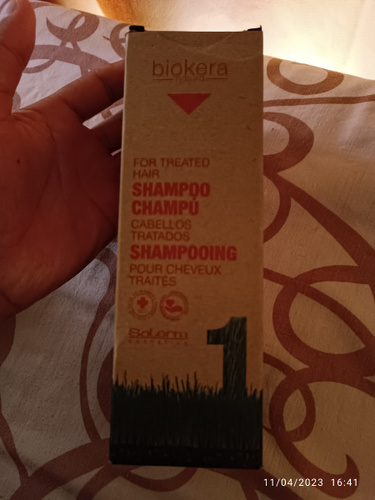 biokera
FOR TREATED
HAIR
SHAMPOO
CHAMPÚ
CABELLOS
TRATADOS
SHAMPOOING
POUR CHEVEUX
TRAITÉS
Salerm
1
11/04/2023 16:41